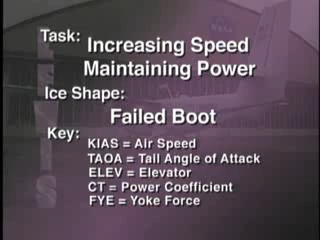 Task:
Increasing Speed
Maintaining Power
Ice Shape:
Failed Boot
Key:
KIAS = Air Speed
TAOA = Tail Angle of Attack
ELEV = Elevator
CT = Power Coefficient
FYE = Yoke Force